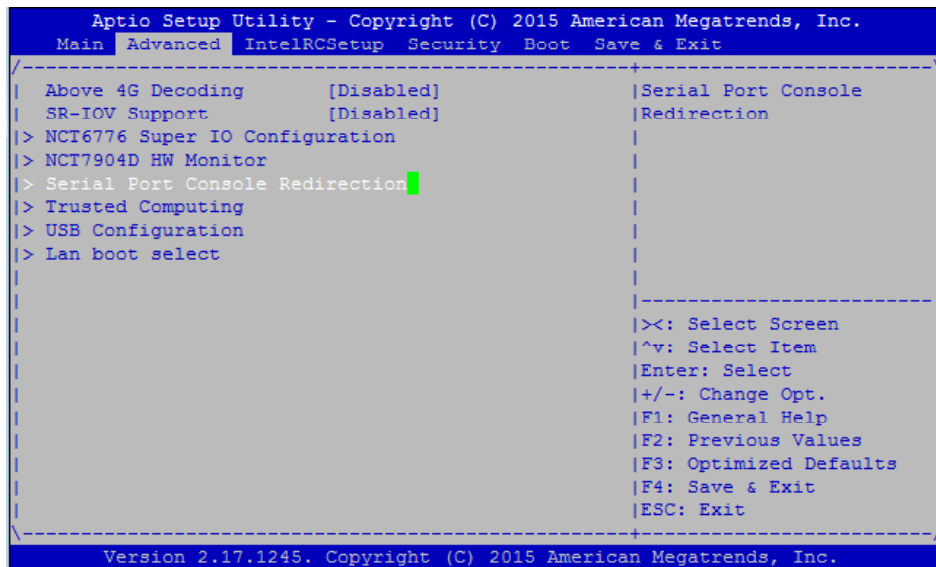 Aptio Setup Utility - Copyright (C) 2015 American Megatrends, Inc.
Main Advanced IntelRCSetup Security Boot Save & Exit
Above 4G Decoding [Disabled]
SR-IOV Support [Disabled]
> NCT6776 Super IO Configuration
> NCT7904D HW Monitor
> Serial Port Console Redirection
> Trusted Computing
> USB Configuration
> Lan boot select
Serial Port Console
Redirection
><: Select Screen
^v: Select Item
Enter: Select
+/-: Change Opt.
F1: General Help
F2: Previous Values
F3: Optimized Defaults
F4: Save & Exit
ESC: Exit
Version 2.17.1245. Copyright (C) 2015 American Megatrends, Inc.